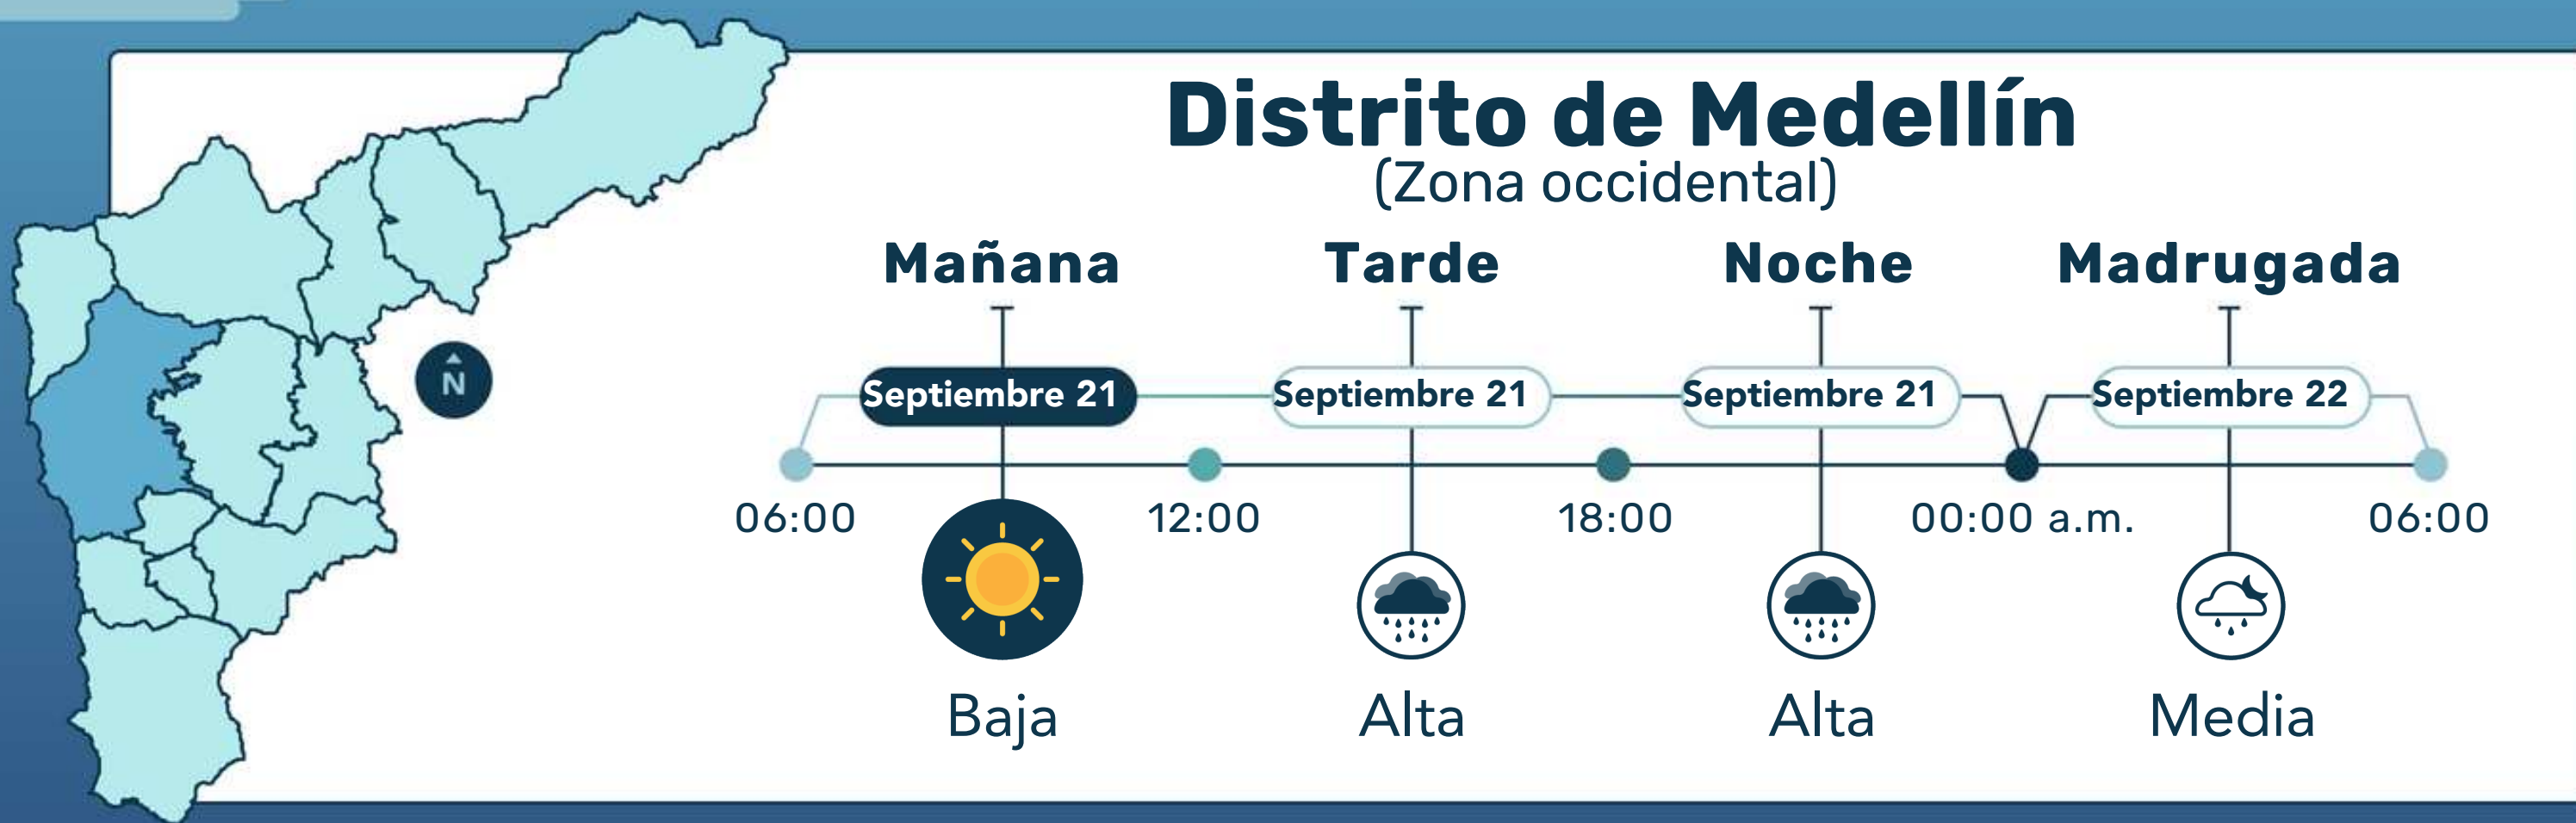 Distrito de Medellín
(Zona occidental)
Mañana Tarde Noche Madrugada
N
Septiembre 21 Septiembre 21 Septiembre 21 Septiembre 22
06:00 12:00 18:00 00:00 a.m. 06:00
Baja Alta Alta Media